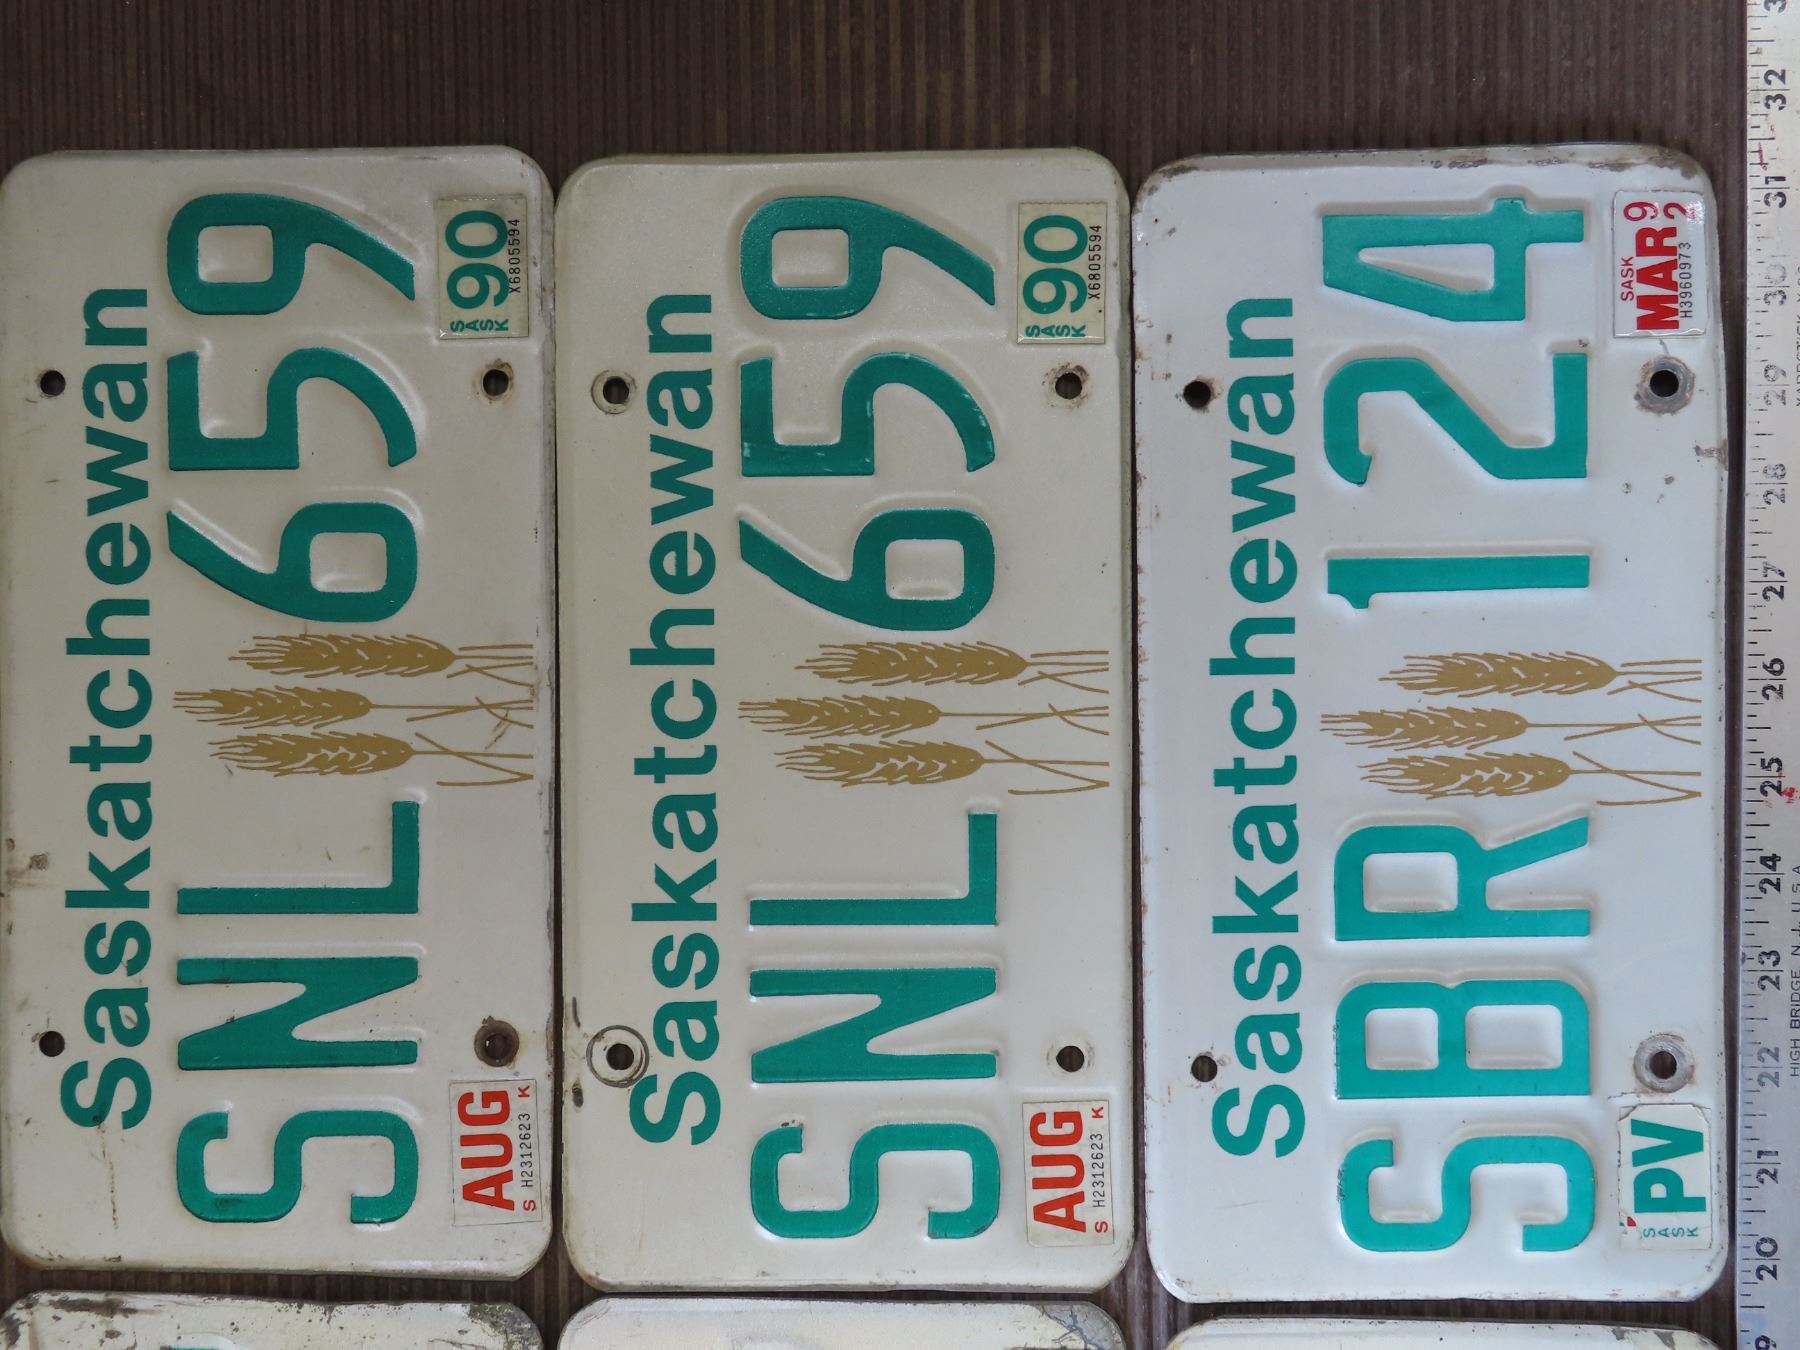 Saskatchewan
SNL 659
AUG
S H2312623 K
SASK 90
X6805594
Saskatchewan
SNL 659
AUG
S H2312623 K
SASK 90
X6805594
Saskatchewan
SBR 124
SASK PV
SASK
MAR 92
H3960973
20 21 22 23 24 25 26 27 28 29 30 31 32
HIGH BRIDGE, N.J., U.S.A.